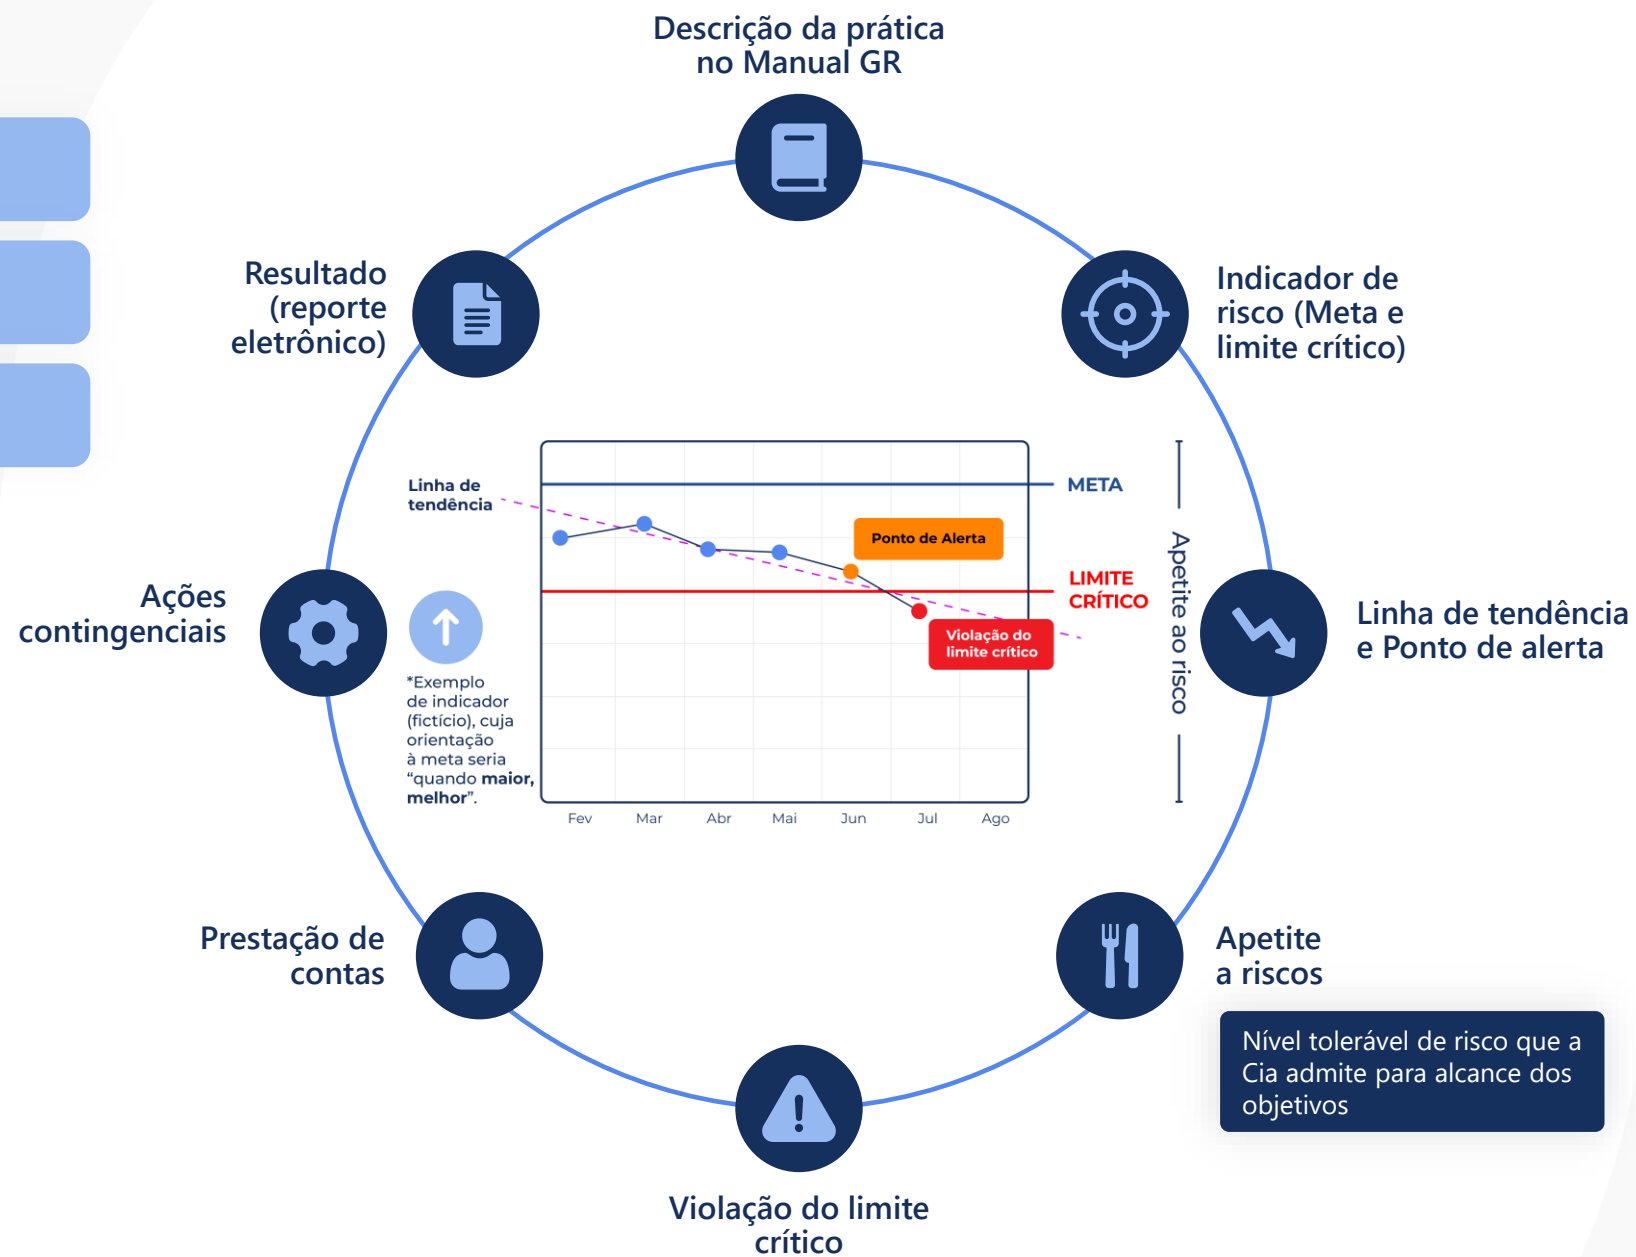 Descrição da prática
no Manual GR
Resultado
(reporte
eletrônico)
Indicador de
risco (Meta e
limite crítico)
Linha de
tendência
META
Ponto de Alerta
LIMITE
CRÍTICO
Violação do
limite crítico
Apetite ao risco
Ações
contingenciais
Linha de tendência
e Ponto de alerta
*Exemplo
de indicador
(fictício), cuja
orientação
à meta seria
“quando maior,
melhor”.
Fev Mar Abr Mai Jun Jul Ago
Prestação de
contas
Apetite
a riscos
Nível tolerável de risco que a
Cia admite para alcance dos
objetivos
Violação do limite
crítico